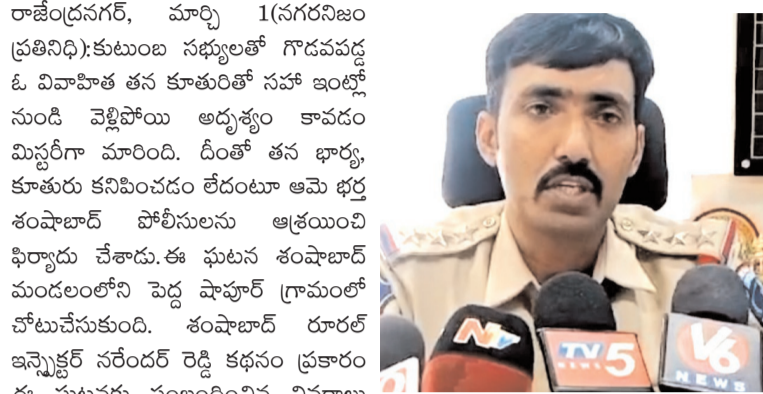 రాజేంద్రనగర్, మార్చి 1(నగరనిజం
ప్రతినిధి):కుటుంబ సభ్యులతో గొడవపడ్డ
ఓ వివాహిత తన కూతురితో సహా ఇంట్లో
నుండి వెళ్లిపోయి అదృశ్యం కావడం
మిస్టరీగా మారింది. దీంతో తన భార్య,
కూతురు కనిపించడం లేదంటూ ఆమె భర్త
శంషాబాద్ పోలీసులను ఆశ్రయించి
ఫిర్యాదు చేశాడు.ఈ ఘటన శంషాబాద్
మండలంలోని పెద్ద షాపూర్ గ్రామంలో
చోటుచేసుకుంది. శంషాబాద్ రూరల్
ఇన్స్పెక్టర్ నరేందర్ రెడ్డి కథనం ప్రకారం
NTV
TV5
NEWS
V6
NEWS